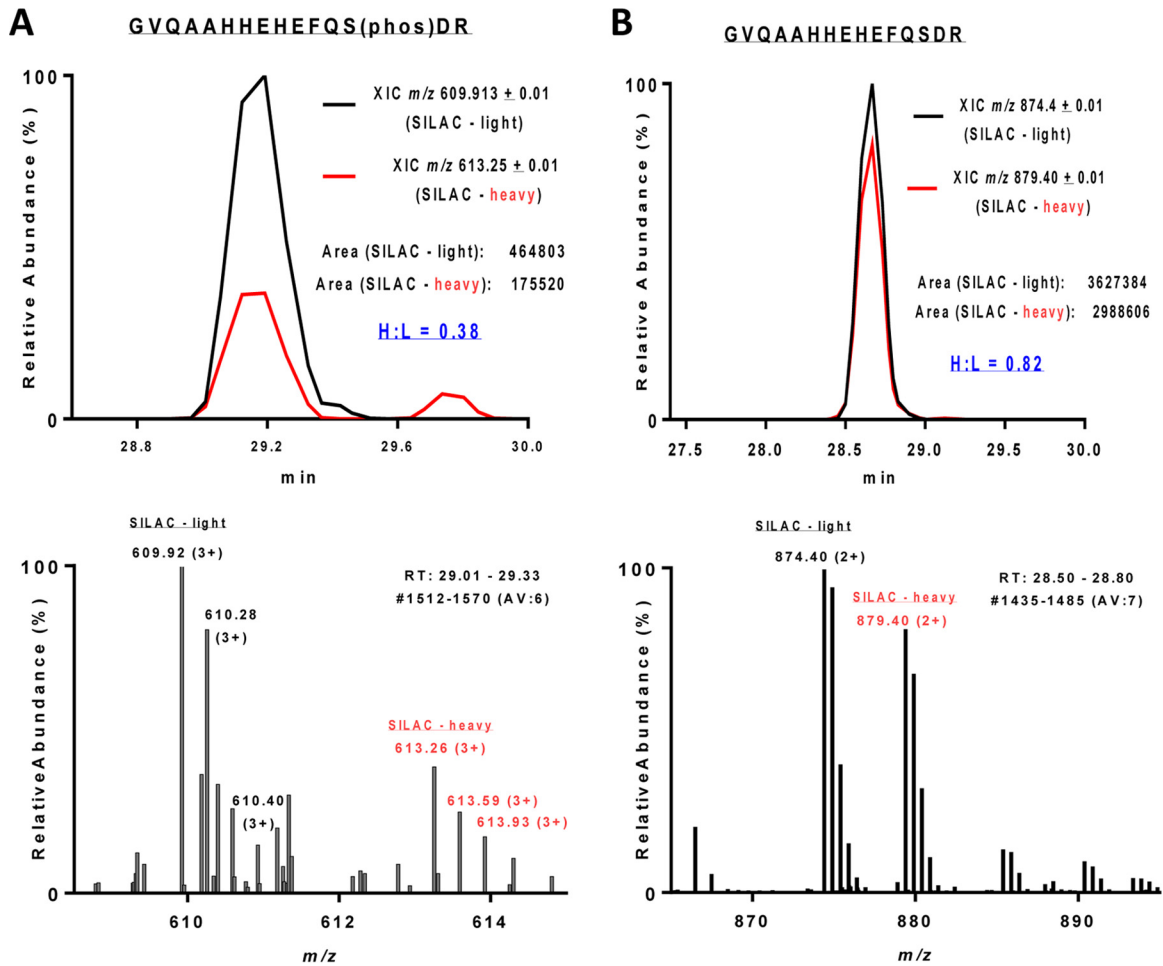 A
GVQAAHHEHEFQS(phos)DR
100
XIC m/z 609.913 ± 0.01
(SILAC - light)
XIC m/z 613.25 ± 0.01
(SILAC - heavy)
Area (SILAC - light): 464803
Area (SILAC - heavy): 175520
H:L = 0.38
Relative Abundance (%)
0
28.8 29.2 29.6 30.0
min
B
GVQAAHHEHEFQSDR
100
XIC m/z 874.4 ± 0.01
(SILAC - light)
XIC m/z 879.40 ± 0.01
(SILAC - heavy)
Area (SILAC - light): 3627384
Area (SILAC - heavy): 2988606
H:L = 0.82
Relative Abundance (%)
0
27.5 28.0 28.5 29.0 29.5 30.0
min
SILAC - light
609.92 (3+)
100
RT: 29.01 - 29.33
#1512-1570 (AV:6)
610.28
(3+)
SILAC - heavy
613.26 (3+)
610.40
(3+)
613.59 (3+)
613.93 (3+)
Relative Abundance (%)
0
610 612 614
m/z
SILAC - light
874.40 (2+)
100
RT: 28.50 - 28.80
#1435-1485 (AV:7)
SILAC - heavy
879.40 (2+)
Relative Abundance (%)
0
870 880 890
m/z